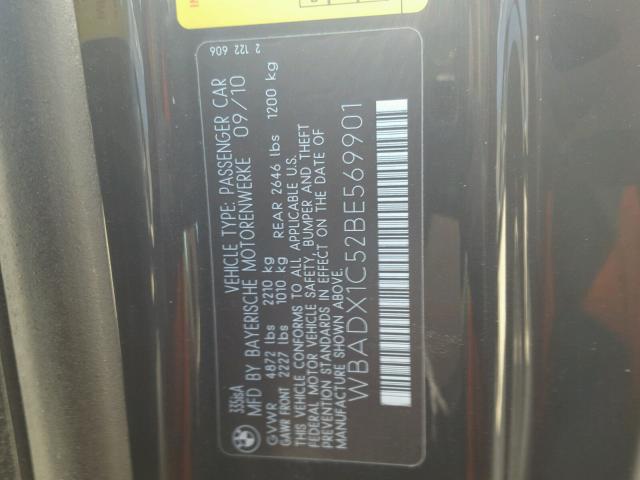 2 122 606
VEHICLE TYPE: PASSENGER CAR
335isA MFD BY BAYERISCHE MOTORENWERKE 09/10
GVWR 4872 lbs 2210 kg
GAWR FRONT 2227 lbs 1010 kg REAR 2646 lbs 1200 kg
THIS VEHICLE CONFORMS TO ALL APPLICABLE U.S.
FEDERAL MOTOR VEHICLE SAFETY, BUMPER AND THEFT
PREVENTION STANDARDS IN EFFECT ON THE DATE OF
MANUFACTURE SHOWN ABOVE.
WBADX1C52BE569901